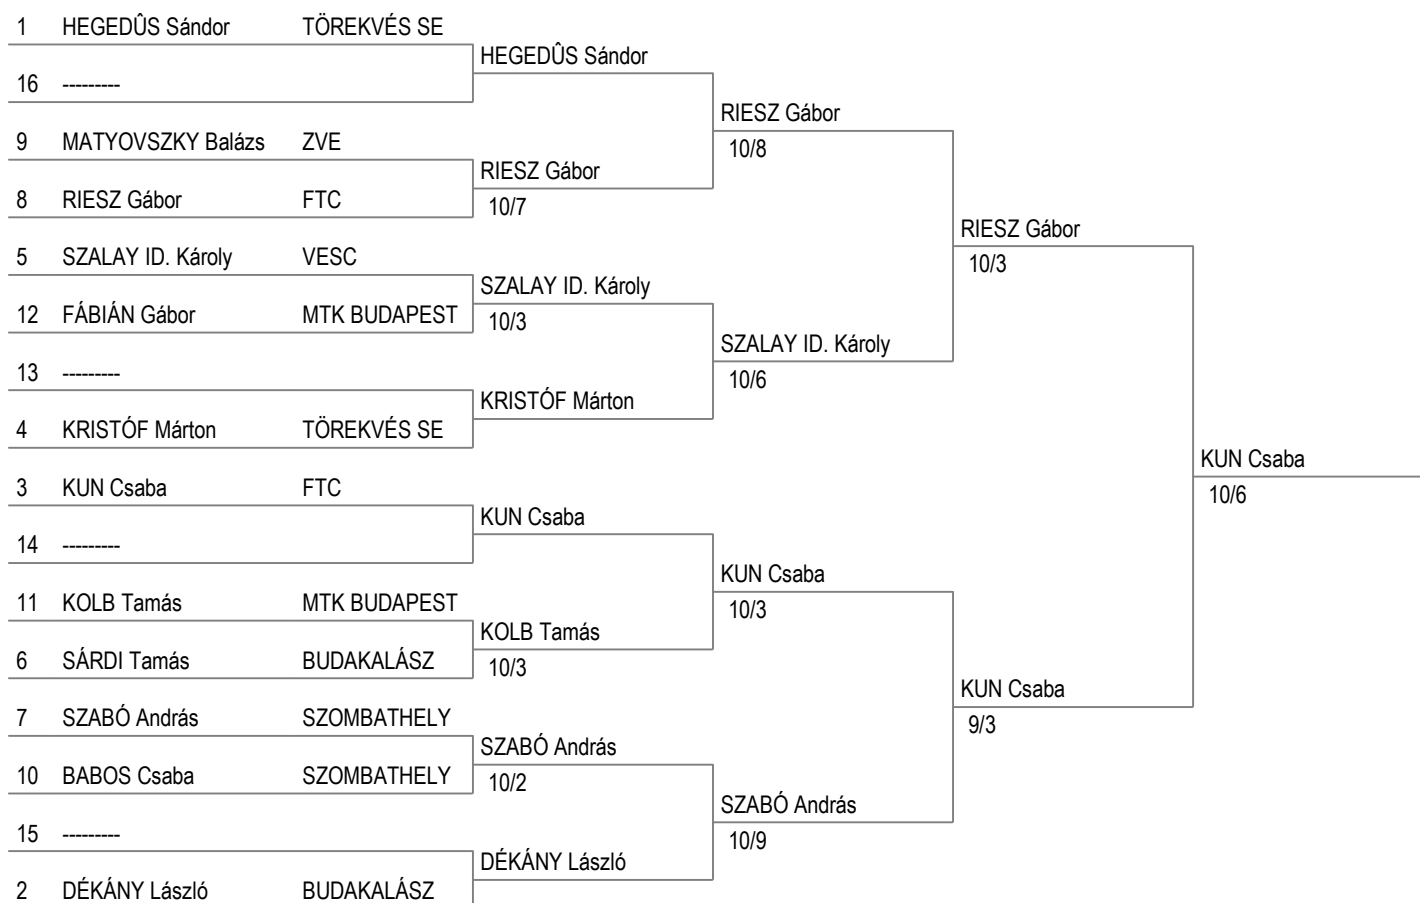 1 HEGEDÛS Sándor TÖREKVÉS SE
HEGEDÛS Sándor
16 ---------
RIESZ Gábor
10/8
9 MATYOVSZKY Balázs ZVE
RIESZ Gábor
10/7
8 RIESZ Gábor FTC
RIESZ Gábor
10/3
5 SZALAY ID. Károly VESC
SZALAY ID. Károly
10/3
12 FÁBIÁN Gábor MTK BUDAPEST
SZALAY ID. Károly
10/6
13 ---------
KRISTÓF Márton
4 KRISTÓF Márton TÖREKVÉS SE
KUN Csaba
10/6
3 KUN Csaba FTC
KUN Csaba
14 ---------
KUN Csaba
10/3
11 KOLB Tamás MTK BUDAPEST
KOLB Tamás
10/3
6 SÁRDI Tamás BUDAKALÁSZ
KUN Csaba
9/3
7 SZABÓ András SZOMBATHELY
SZABÓ András
10/2
10 BABOS Csaba SZOMBATHELY
SZABÓ András
10/9
15 ---------
DÉKÁNY László
2 DÉKÁNY László BUDAKALÁSZ